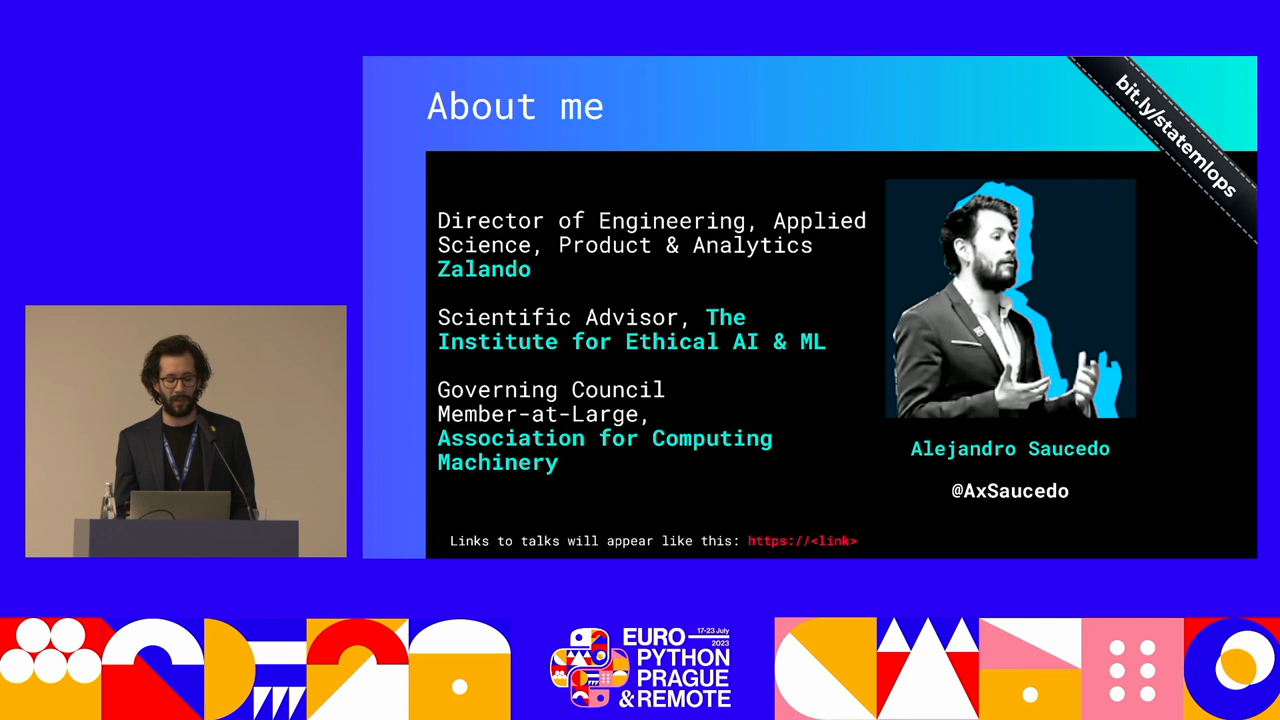 About me
bit.ly/statemlops
Director of Engineering, Applied
Science, Product & Analytics
Zalando
Scientific Advisor, The
Institute for Ethical AI & ML
Governing Council
Member-at-Large,
Association for Computing
Machinery
Alejandro Saucedo
@AxSaucedo
Links to talks will appear like this: https://<link>
EURO
17-23 July
2023
PYTHON
PRAGUE
& REMOTE